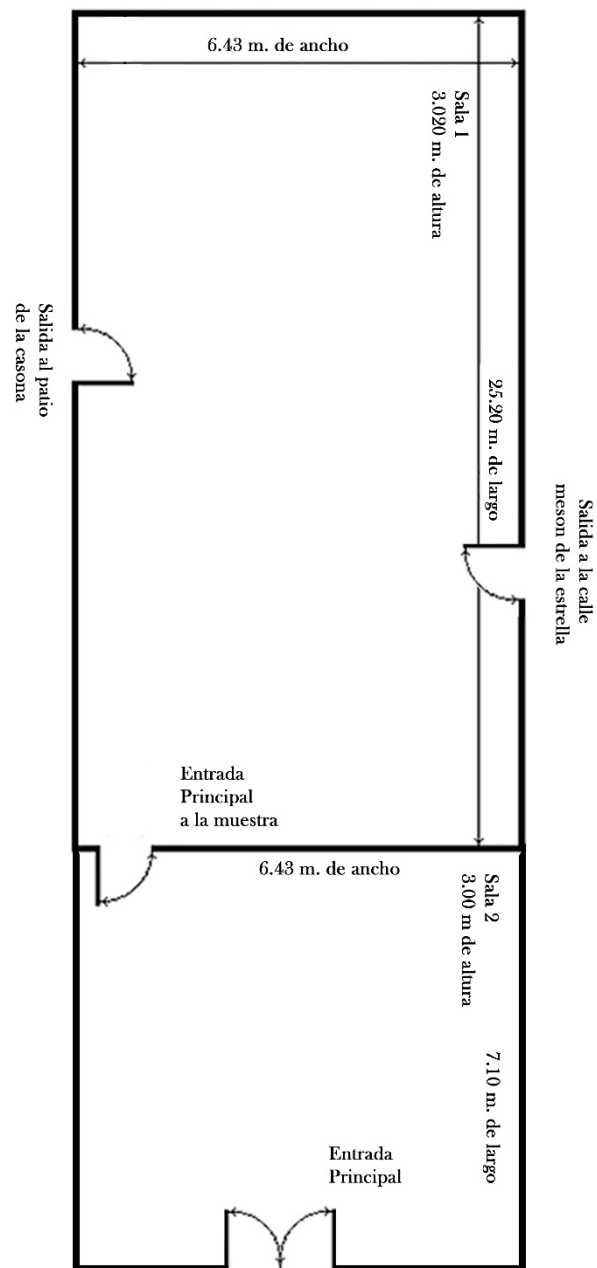 6.43 m. de ancho
Sala 1
3.020 m. de altura
Salida al patio
de la casona
25.20 m. de largo
Salida a la calle
meson de la estrella
Entrada
Principal
a la muestra
6.43 m. de ancho
Sala 2
3.00 m de altura
7.10 m. de largo
Entrada
Principal